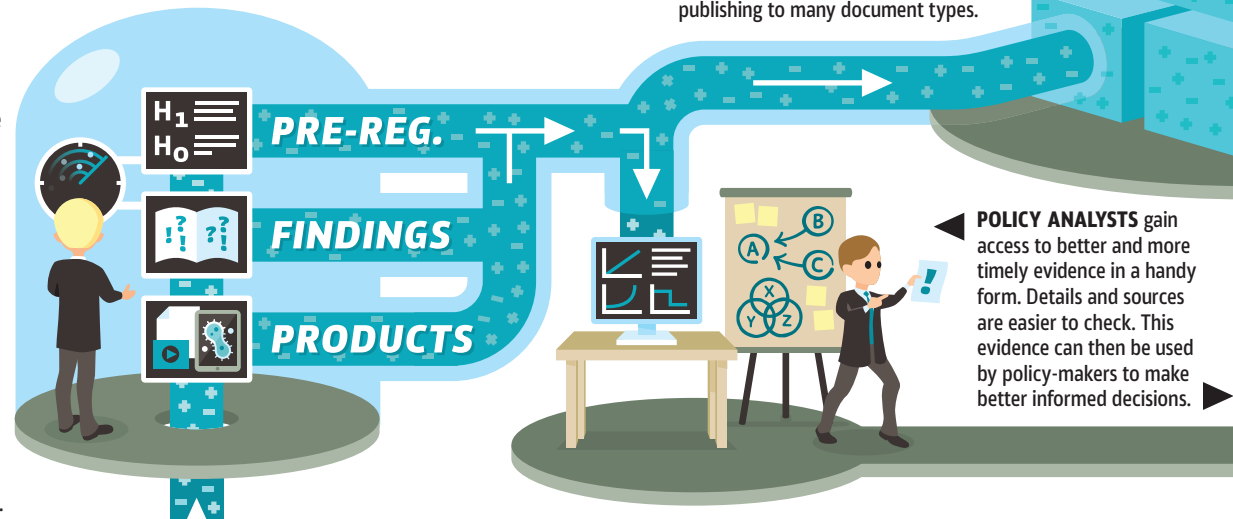 publishing to many document types.
H1
H0
PRE-REG.
FINDINGS
PRODUCTS
!? ?!
!! ??
A
B
C
X
Y Z
!
POLICY ANALYSTS gain
access to better and more
timely evidence in a handy
form. Details and sources
are easier to check. This
evidence can then be used
by policy-makers to make
better informed decisions.